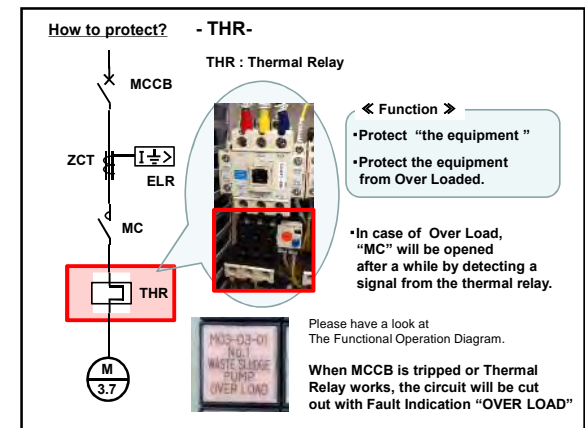 How to protect? - THR-
THR : Thermal Relay
MCCB
ZCT
I⏚>
ELR
MC
THR
M
3.7
≪ Function ≫
・Protect “the equipment ”
・Protect the equipment
from Over Loaded.
・In case of Over Load,
“MC” will be opened
after a while by detecting a
signal from the thermal relay.
M03-03-01
No.1
WASTE SLUDGE
PUMP
OVER LOAD
Please have a look at
The Functional Operation Diagram.
When MCCB is tripped or Thermal
Relay works, the circuit will be cut
out with Fault Indication “OVER LOAD”